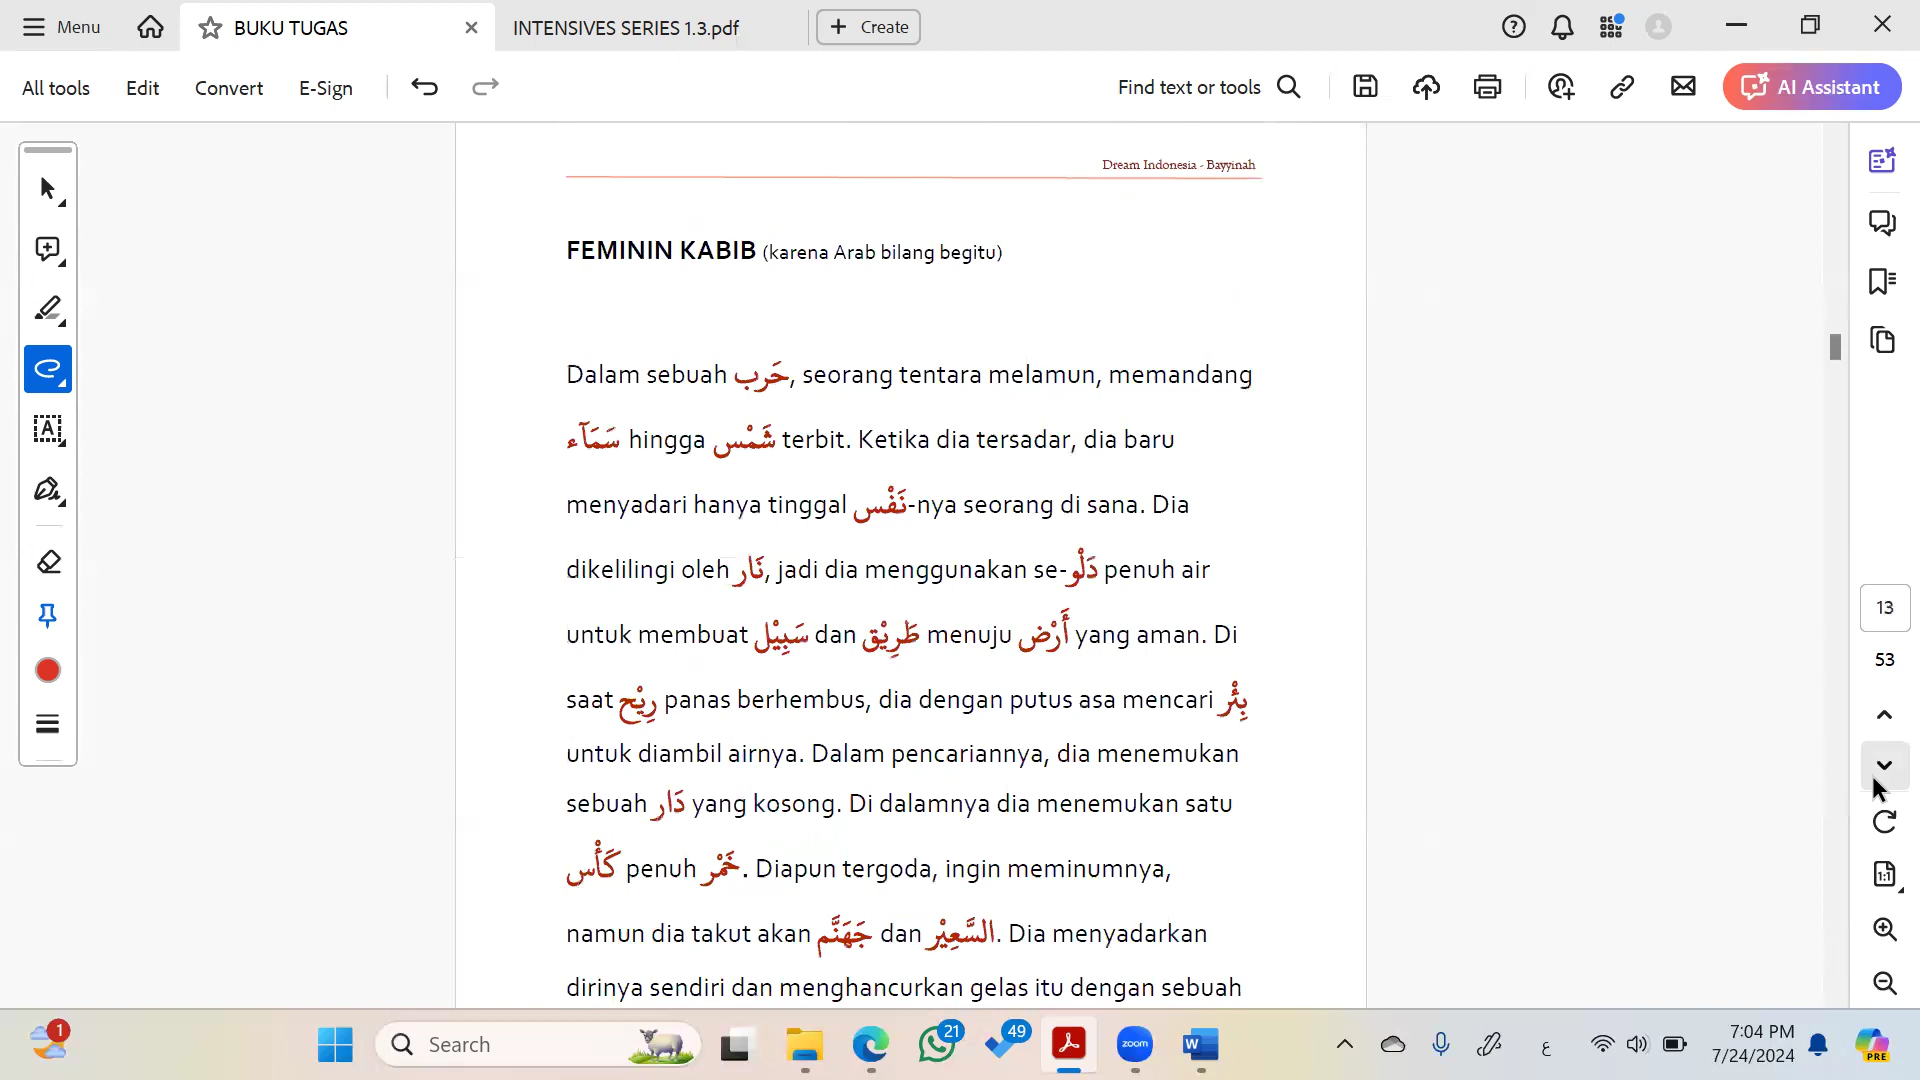 Menu
BUKU TUGAS
INTENSIVES SERIES 1.3.pdf
Create
All tools
Edit
Convert
E-Sign
Find text or tools
AI Assistant
Dream Indonesia - Bayyinah
FEMININ KABIB (karena Arab bilang begitu)
Dalam sebuah حَرب, seorang tentara melamun, memandang
سَمَآء hingga شَمْس terbit. Ketika dia tersadar, dia baru
menyadari hanya tinggal نَفْس-nya seorang di sana. Dia
dikelilingi oleh نَار, jadi dia menggunakan se-دَلْو penuh air
untuk membuat سَبِيْل dan طَرِيْق menuju أَرْض yang aman. Di
saat رِيْح panas berhembus, dia dengan putus asa mencari بِئْر
untuk diambil airnya. Dalam pencariannya, dia menemukan
sebuah دَار yang kosong. Di dalamnya dia menemukan satu
كَأْس penuh خَمْر. Diapun tergoda, ingin meminumnya,
namun dia takut akan جَهَنَّم dan السَّعِيْر. Dia menyadarkan
dirinya sendiri dan menghancurkan gelas itu dengan sebuah
13
53
1:1
1
Search
21
49
zoom
W
ع
7:04 PM
7/24/2024
PRE